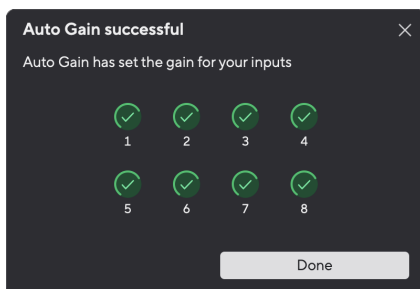 Auto Gain successful
Auto Gain has set the gain for your inputs
1 2 3 4
5 6 7 8
Done